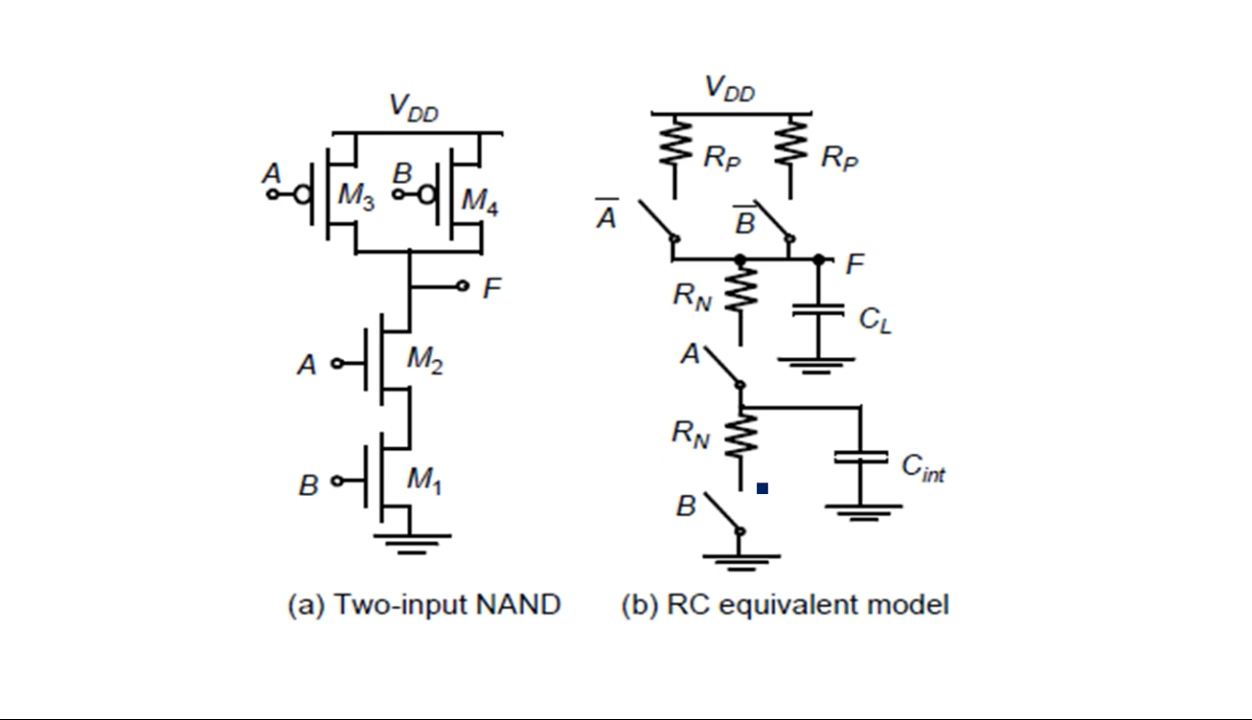 V_DD
A
M_3
B
M_4
F
A
M_2
B
M_1
(a) Two-input NAND
V_DD
R_P
R_P
A̅
B̅
F
R_N
C_L
A
R_N
C_int
B
(b) RC equivalent model